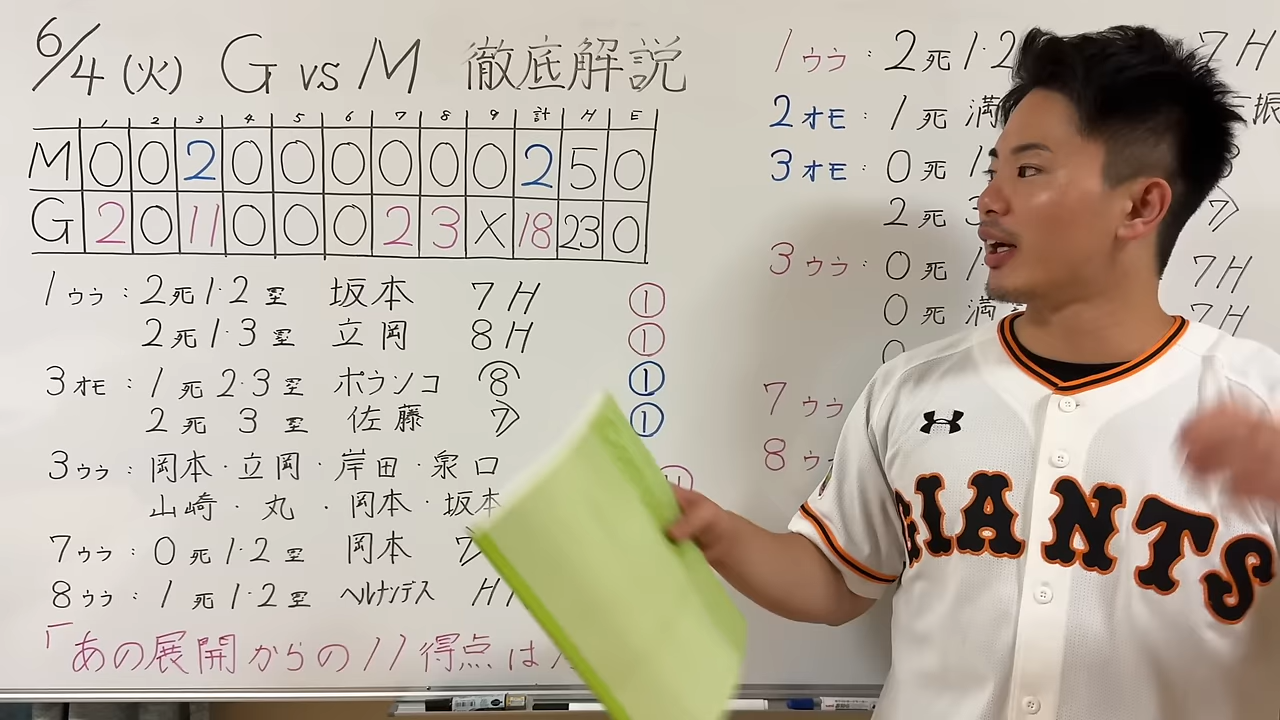 6/4(火) G vs M 徹底解説
1 2 3 4 5 6 7 8 9 計 H E
M 0 0 2 0 0 0 0 0 0 2 5 0
G 2 0 11 0 0 0 2 3 X 18 23 0
1ウラ:2死1・2塁 坂本 7H ①
2死1・3塁 立岡 8H ①
3オモ:1死2・3塁 ポランコ 8 ①
2死3塁 佐藤 7> ①
3ウラ:岡本・立岡・岸田・泉口
山崎・丸・岡本・坂本
7ウラ:0死1・2塁 岡本
8ウラ:1死1・2塁 ヘルナンデス
「あの展開からの11得点は
1ウラ:2死1・2 7H
2オモ:1死満 振
3オモ:0死1
2死3 7>
3ウラ:0死1 7H
0死満 7H
0
7ウラ
8ウ
GIANTS